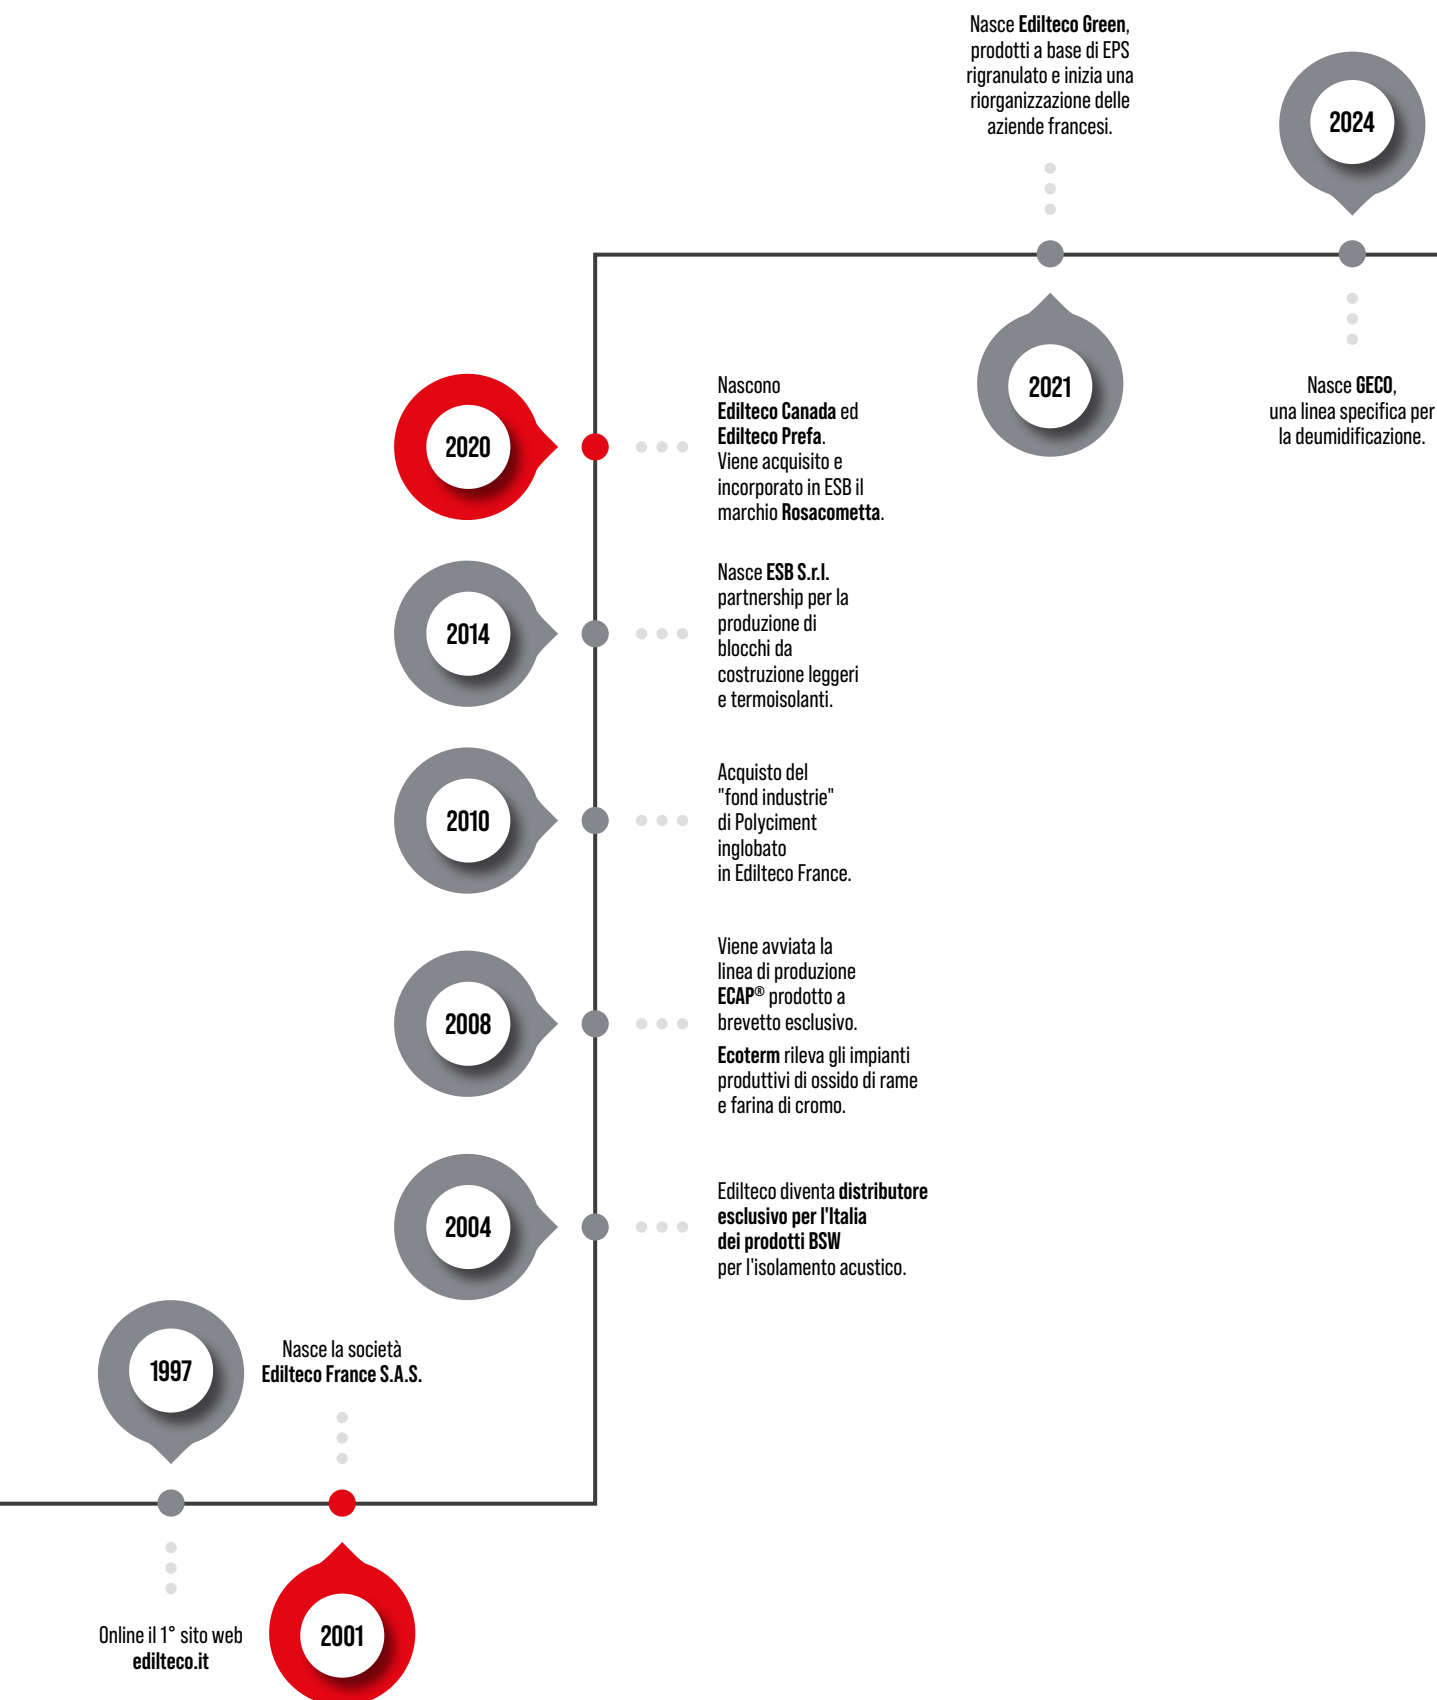 Nasce Edilteco Green,
prodotti a base di EPS
rigranulato e inizia una
riorganizzazione delle
aziende francesi.
2024
2021
Nasce GECO,
una linea specifica per
la deumidificazione.
2020
Nascono
Edilteco Canada ed
Edilteco Prefa.
Viene acquisito e
incorporato in ESB il
marchio Rosacometta.
2014
Nasce ESB S.r.l.
partnership per la
produzione di
blocchi da
costruzione leggeri
e termoisolanti.
2010
Acquisto del
"fond industrie"
di Polyciment
inglobato
in Edilteco France.
2008
Viene avviata la
linea di produzione
ECAP® prodotto a
brevetto esclusivo.
Ecoterm rileva gli impianti
produttivi di ossido di rame
e farina di cromo.
2004
Edilteco diventa distributore
esclusivo per l'Italia
dei prodotti BSW
per l'isolamento acustico.
1997
Nasce la società
Edilteco France S.A.S.
Online il 1° sito web
edilteco.it
2001